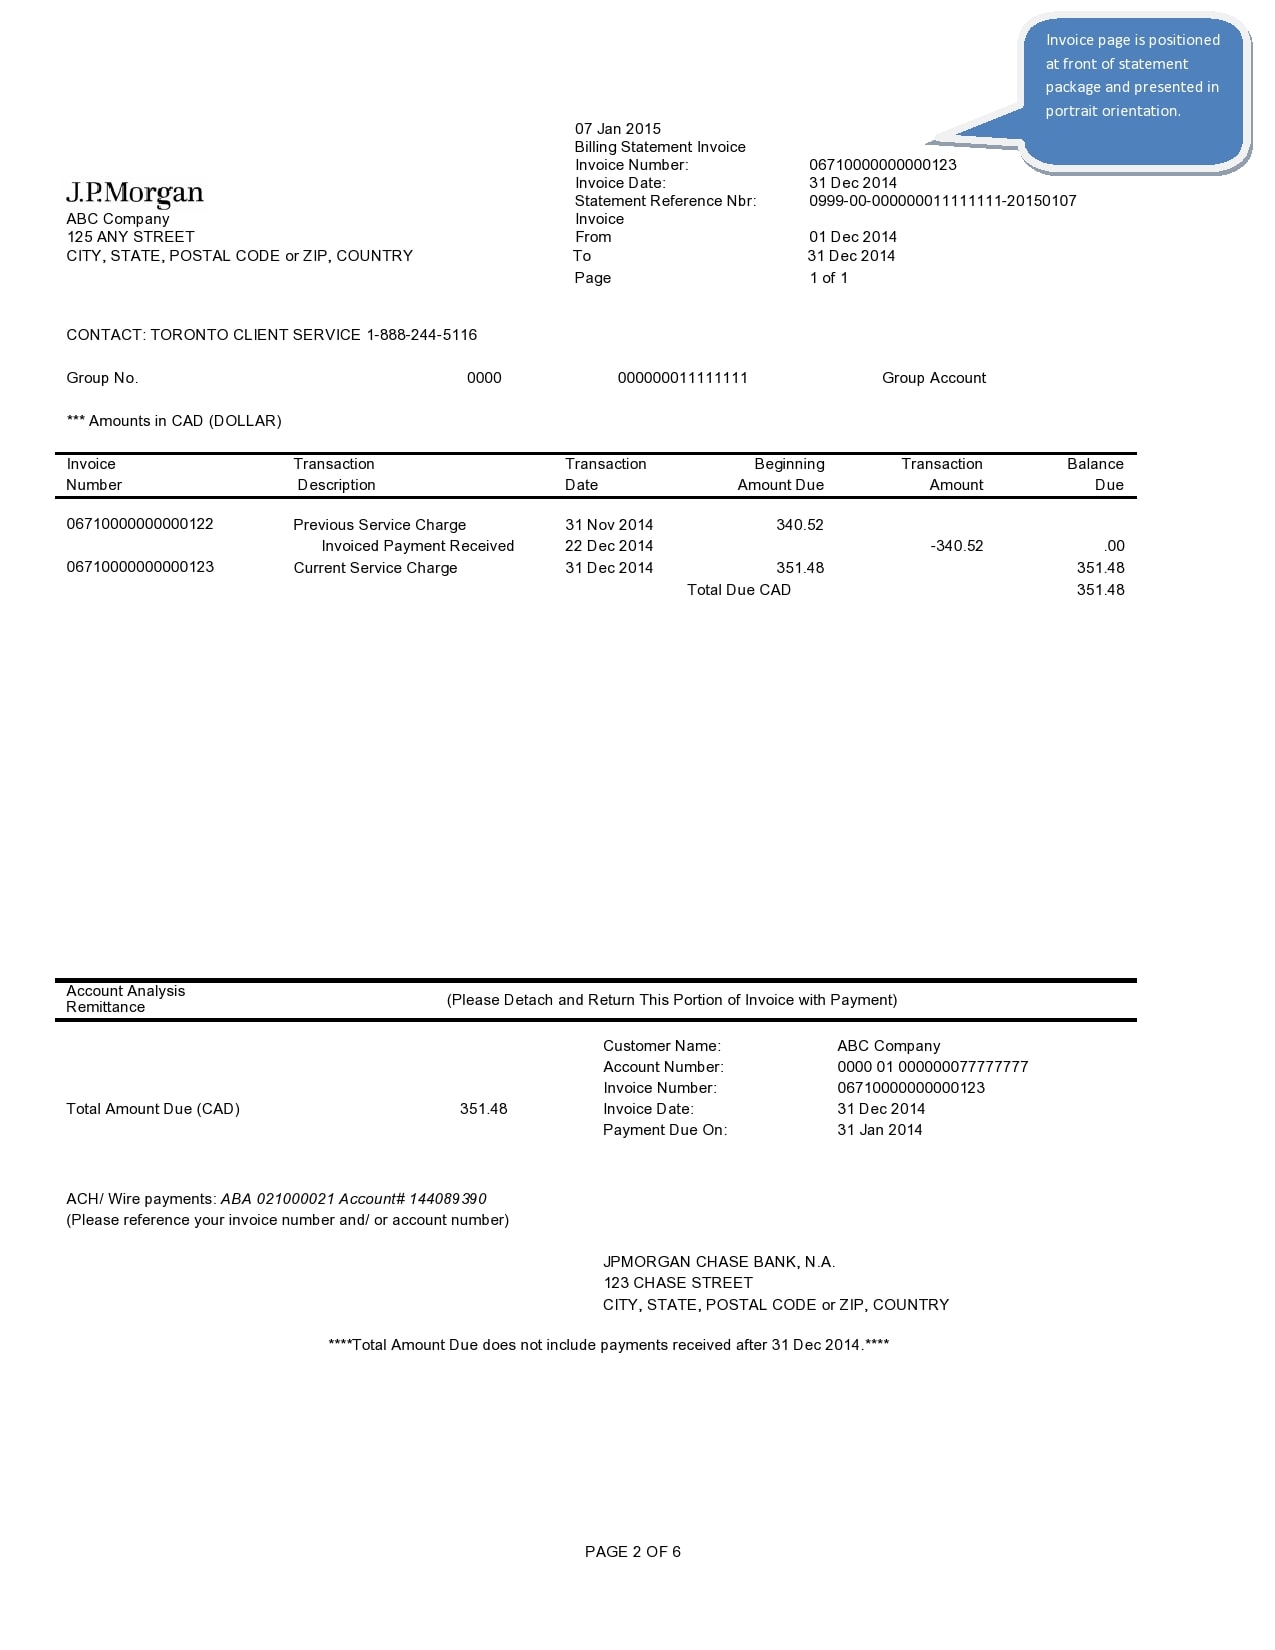 Invoice page is positioned
at front of statement
package and presented in
portrait orientation.
07 Jan 2015
Billing Statement Invoice
Invoice Number: 06710000000000123
Invoice Date: 31 Dec 2014
Statement Reference Nbr: 0999-00-000000011111111-20150107
Invoice
From 01 Dec 2014
To 31 Dec 2014
Page 1 of 1
J.P.Morgan
ABC Company
125 ANY STREET
CITY, STATE, POSTAL CODE or ZIP, COUNTRY
CONTACT: TORONTO CLIENT SERVICE 1-888-244-5116
Group No. 0000 000000011111111 Group Account
*** Amounts in CAD (DOLLAR)
Invoice Transaction Transaction Beginning Transaction Balance
Number Description Date Amount Due Amount Due
06710000000000122 Previous Service Charge 31 Nov 2014 340.52
Invoiced Payment Received 22 Dec 2014 -340.52 .00
06710000000000123 Current Service Charge 31 Dec 2014 351.48 351.48
Total Due CAD 351.48
Account Analysis
Remittance
(Please Detach and Return This Portion of Invoice with Payment)
Customer Name: ABC Company
Account Number: 0000 01 000000077777777
Invoice Number: 06710000000000123
Total Amount Due (CAD) 351.48 Invoice Date: 31 Dec 2014
Payment Due On: 31 Jan 2014
ACH/ Wire payments: ABA 021000021 Account# 144089390
(Please reference your invoice number and/ or account number)
JPMORGAN CHASE BANK, N.A.
123 CHASE STREET
CITY, STATE, POSTAL CODE or ZIP, COUNTRY
****Total Amount Due does not include payments received after 31 Dec 2014.****
PAGE 2 OF 6